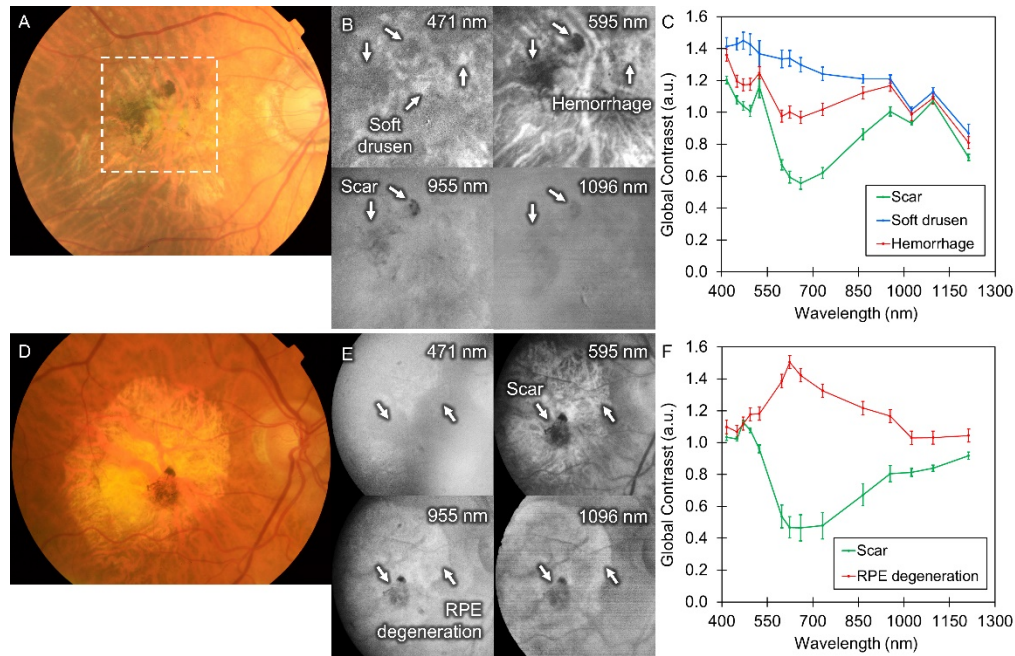 A
B
471 nm
Soft
drusen
595 nm
Hemorrhage
Scar
955 nm
1096 nm
C
Global Contrasst (a.u.)
1.6
1.4
1.2
1.0
0.8
0.6
0.4
0.2
0.0
Scar
Soft drusen
Hemorrhage
400 550 700 850 1000 1150 1300
Wavelength (nm)
D
E
471 nm
595 nm
Scar
955 nm
RPE
degeneration
1096 nm
F
Global Contrasst (a.u.)
1.6
1.4
1.2
1.0
0.8
0.6
0.4
0.2
0.0
Scar
RPE degeneration
400 550 700 850 1000 1150 1300
Wavelength (nm)